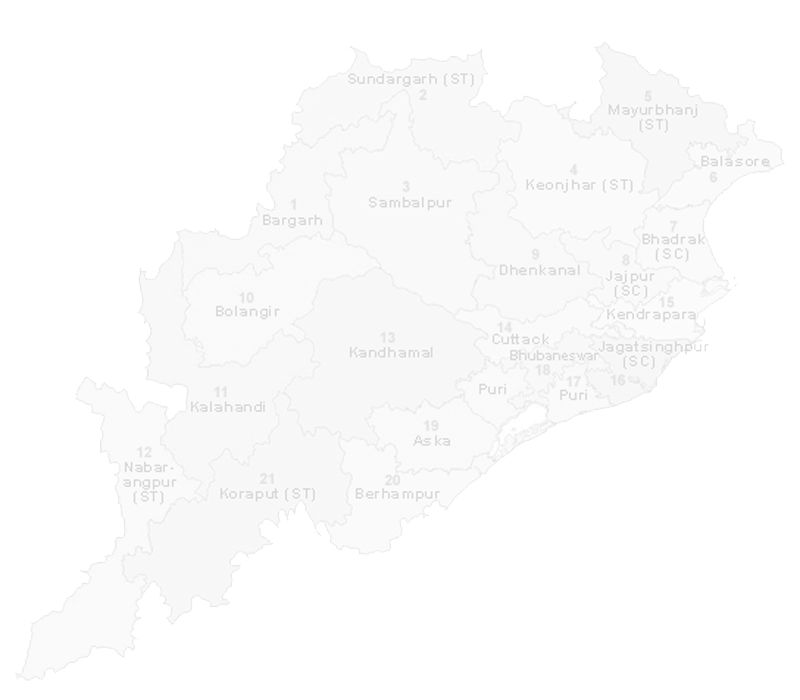 Sundargarh (ST)
2
5
Mayurbhanj
(ST)
Balasore
6
4
Keonjhar (ST)
3
Sambalpur
1
Bargarh
7
Bhadrak
(SC)
9
Dhenkanal
8
Jajpur
(SC)
10
Bolangir
15
Kendrapara
14
Cuttack
13
Kandhamal
Bhubaneswar
18
Jagatsinghpur
(SC)
16
17
Puri
Puri
11
Kalahandi
19
Aska
12
Nabar-
angpur
(ST)
21
Koraput (ST)
20
Berhampur